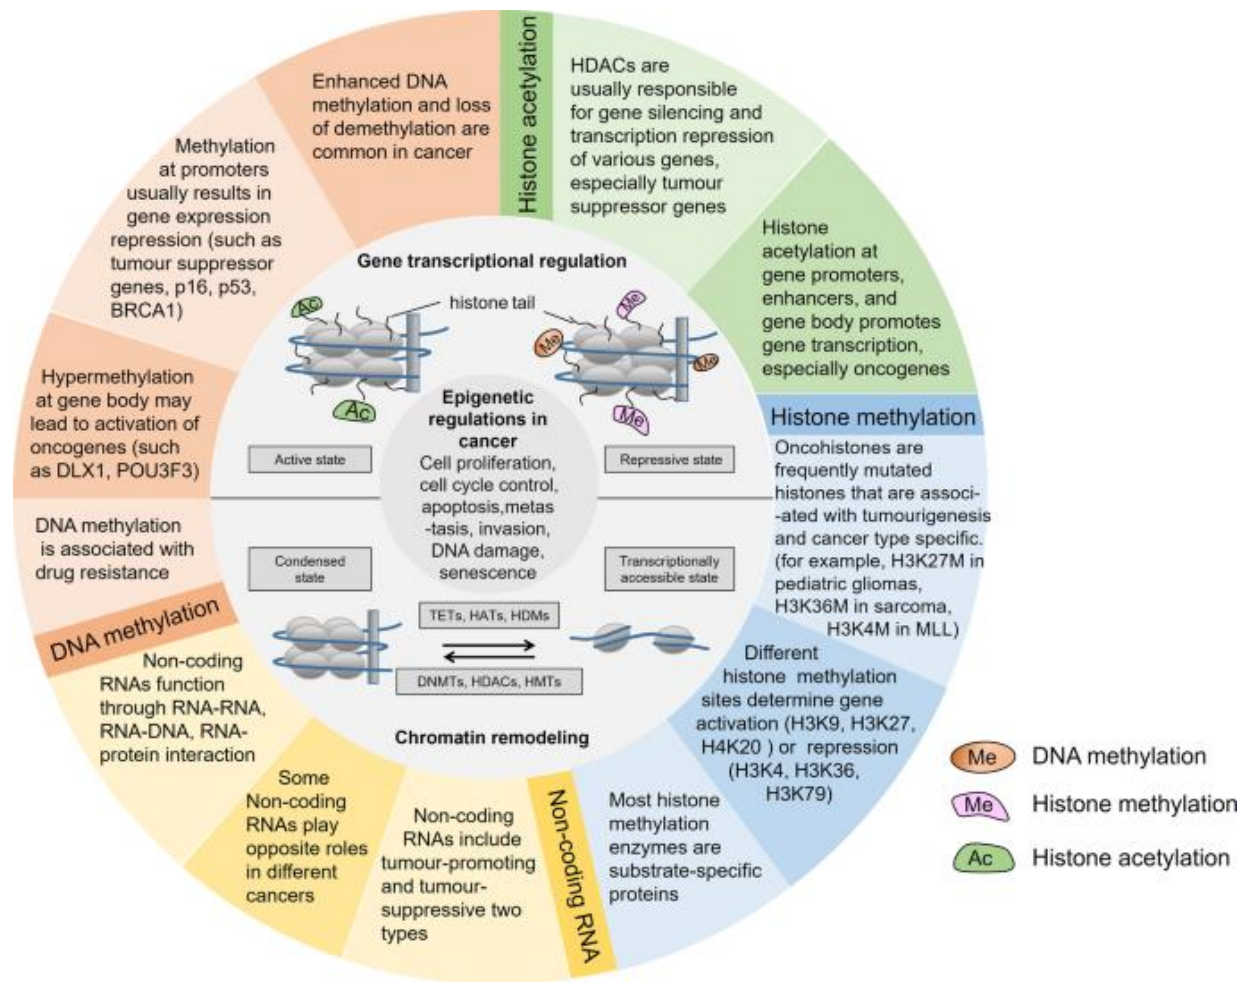 Histone acetylation
HDACs are
usually responsible
for gene silencing and
transcription repression
of various genes,
especially tumour
suppressor genes
Histone
acetylation at
gene promoters,
enhancers, and
gene body promotes
gene transcription,
especially oncogenes
Histone methylation
Oncohistones are
frequently mutated
histones that are associ-
-ated with tumourigenesis
and cancer type specific.
(for example, H3K27M in
pediatric gliomas,
H3K36M in sarcoma,
H3K4M in MLL)
Different
histone methylation
sites determine gene
activation (H3K9, H3K27,
H4K20 ) or repression
(H3K4, H3K36,
H3K79)
Most histone
methylation
enzymes are
substrate-specific
proteins
Non-coding RNA
Non-coding
RNAs include
tumour-promoting
and tumour-
suppressive two
types
Some
Non-coding
RNAs play
opposite roles
in different
cancers
Non-coding
RNAs function
through RNA-RNA,
RNA-DNA, RNA-
protein interaction
DNA methylation
DNA methylation
is associated with
drug resistance
Hypermethylation
at gene body may
lead to activation of
oncogenes (such
as DLX1, POU3F3)
Methylation
at promoters
usually results in
gene expression
repression (such as
tumour suppressor
genes, p16, p53,
BRCA1)
Enhanced DNA
methylation and loss
of demethylation are
common in cancer
Gene transcriptional regulation
Ac
histone tail
Me
Me
Me
Ac
Me
Active state
Repressive state
Epigenetic
regulations in
cancer
Cell proliferation,
cell cycle control,
apoptosis,metas
-tasis, invasion,
DNA damage,
senescence
Condensed
state
Transcriptionally
accessible state
TETs, HATs, HDMs
DNMTs, HDACs, HMTs
Chromatin remodeling
Me DNA methylation
Me Histone methylation
Ac Histone acetylation